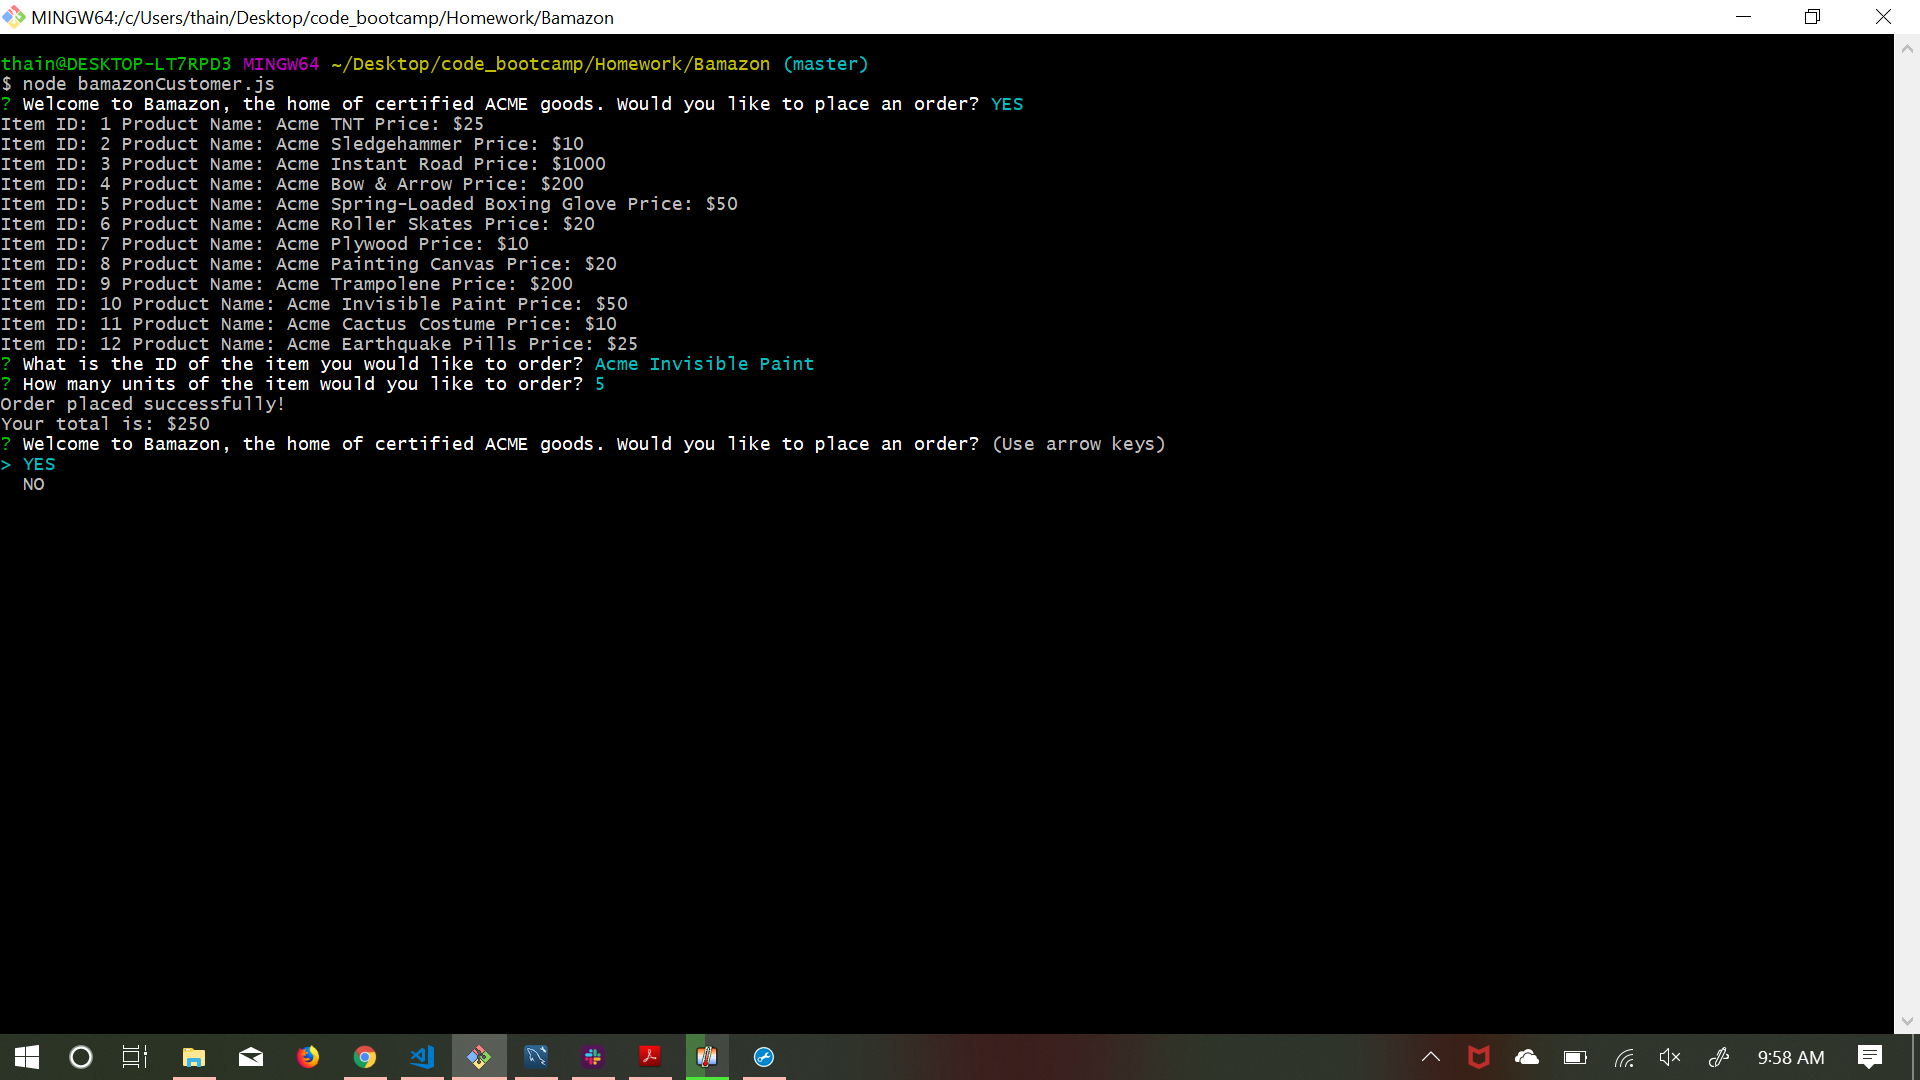 MINGW64:/c/Users/thain/Desktop/code_bootcamp/Homework/Bamazon
thain@DESKTOP-LT7RPD3 MINGW64 ~/Desktop/code_bootcamp/Homework/Bamazon (master)
$ node bamazonCustomer.js
? Welcome to Bamazon, the home of certified ACME goods. Would you like to place an order? YES
Item ID: 1 Product Name: Acme TNT Price: $25
Item ID: 2 Product Name: Acme Sledgehammer Price: $10
Item ID: 3 Product Name: Acme Instant Road Price: $1000
Item ID: 4 Product Name: Acme Bow & Arrow Price: $200
Item ID: 5 Product Name: Acme Spring-Loaded Boxing Glove Price: $50
Item ID: 6 Product Name: Acme Roller Skates Price: $20
Item ID: 7 Product Name: Acme Plywood Price: $10
Item ID: 8 Product Name: Acme Painting Canvas Price: $20
Item ID: 9 Product Name: Acme Trampolene Price: $200
Item ID: 10 Product Name: Acme Invisible Paint Price: $50
Item ID: 11 Product Name: Acme Cactus Costume Price: $10
Item ID: 12 Product Name: Acme Earthquake Pills Price: $25
? What is the ID of the item you would like to order? Acme Invisible Paint
? How many units of the item would you like to order? 5
Order placed successfully!
Your total is: $250
? Welcome to Bamazon, the home of certified ACME goods. Would you like to place an order? (Use arrow keys)
> YES
NO
9:58 AM